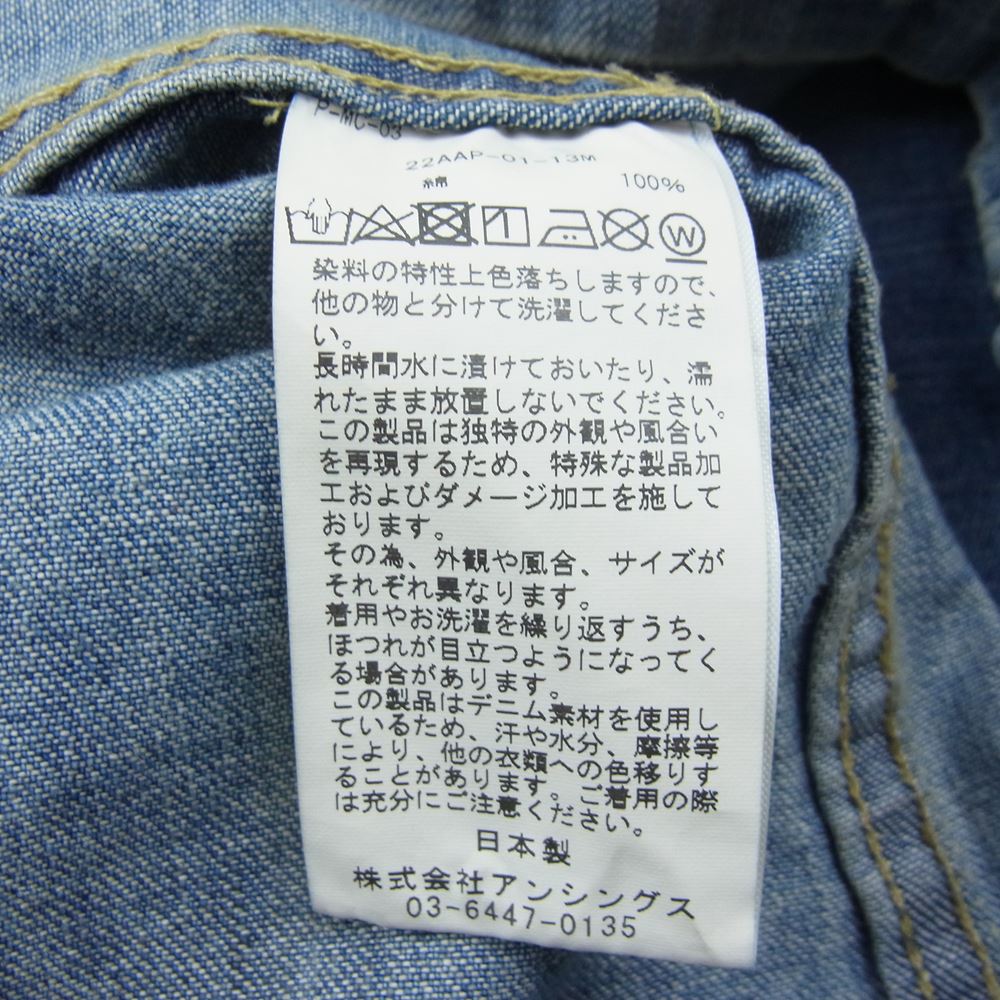 P-MC-03
22AAP-01-13M
綿 100%
W
染料の特性上色落ちしますので、
他の物と分けて洗濯してくださ
い。
長時間水に漬けておいたり、濡
れたまま放置しないでください。
この製品は独特の外観や風合い
を再現するため、特殊な製品加
工およびダメージ加工を施して
おります。
その為、外観や風合、サイズが
それぞれ異なります。
着用やお洗濯を繰り返すうち、
ほつれが目立つようになってく
る場合があります。
この製品はデニム素材を使用し
ているため、汗や水分、摩擦等
により、他の衣類への色移りす
ることがあります。ご着用の際
は充分にご注意ください。
日本製
株式会社アンシングス
03-6447-0135